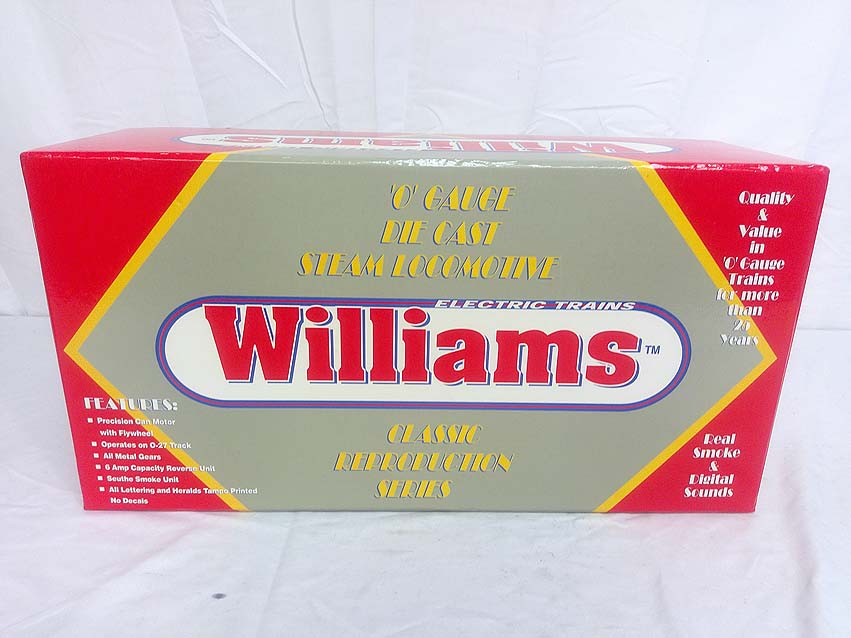 Williams
'O' GAUGE
DIE CAST
STEAM LOCOMOTIVE
ELECTRIC TRAINS
Williams™
CLASSIC
REPRODUCTION
SERIES
Quality
&
Value
in
'O' Gauge
Trains
for more
than
25
Years
FEATURES:
■ Precision Can Motor
with Flywheel
■ Operates on O-27 Track
■ All Metal Gears
■ 6 Amp Capacity Reverse Unit
■ Seuthe Smoke Unit
■ All Lettering and Heralds Tampo Printed
No Decals
Real
Smoke
&
Digital
Sounds